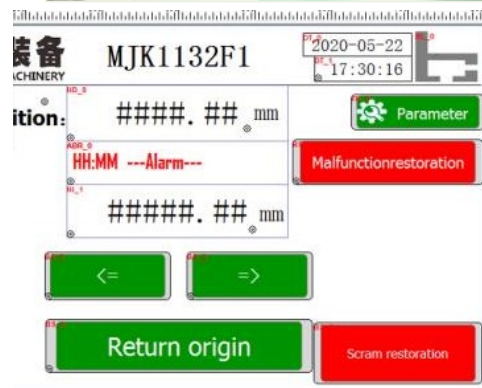 装备
MJK1132F1
2020-05-22
17:30:16
ACHINERY
ition:
####.## mm
Parameter
HH:MM ---Alarm---
Malfunctionrestoration
#####.## mm
<=
=>
Return origin
Scram restoration